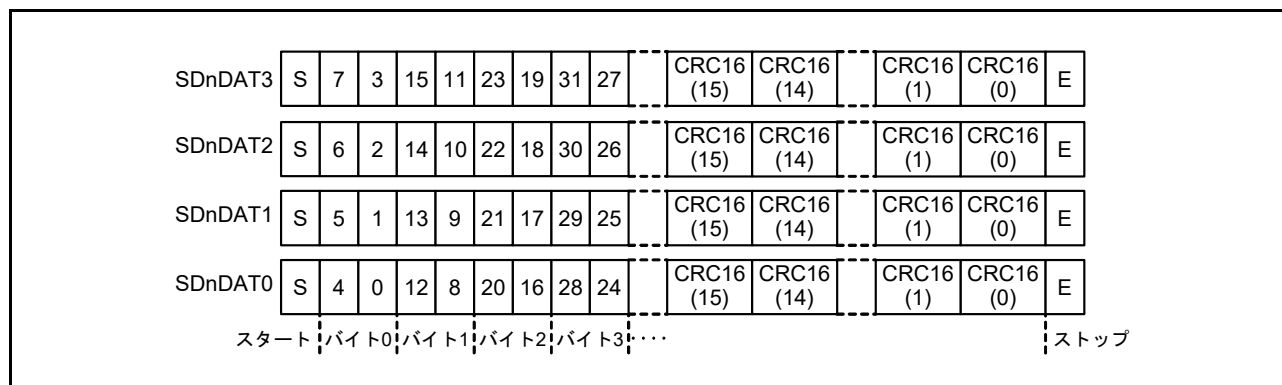 SDnDAT3 S 7 3 15 11 23 19 31 27 CRC16 (15) CRC16 (14) CRC16 (1) CRC16 (0) E
SDnDAT2 S 6 2 14 10 22 18 30 26 CRC16 (15) CRC16 (14) CRC16 (1) CRC16 (0) E
SDnDAT1 S 5 1 13 9 21 17 29 25 CRC16 (15) CRC16 (14) CRC16 (1) CRC16 (0) E
SDnDAT0 S 4 0 12 8 20 16 28 24 CRC16 (15) CRC16 (14) CRC16 (1) CRC16 (0) E
スタート バイト0 バイト1 バイト2 バイト3 ‥‥ ストップ